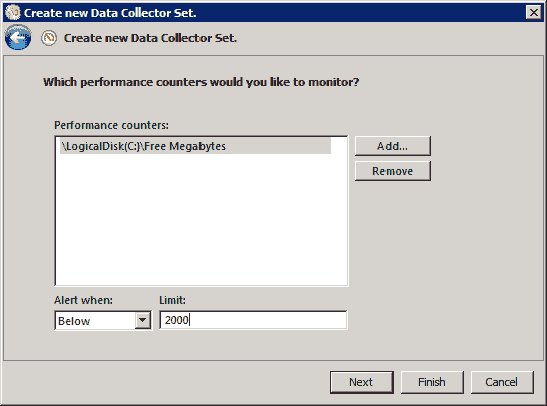 Create new Data Collector Set.
Create new Data Collector Set.
Which performance counters would you like to monitor?
Performance counters:
\LogicalDisk(C:)\Free Megabytes
Add...
Remove
Alert when:
Limit:
Below
2000
Next
Finish
Cancel